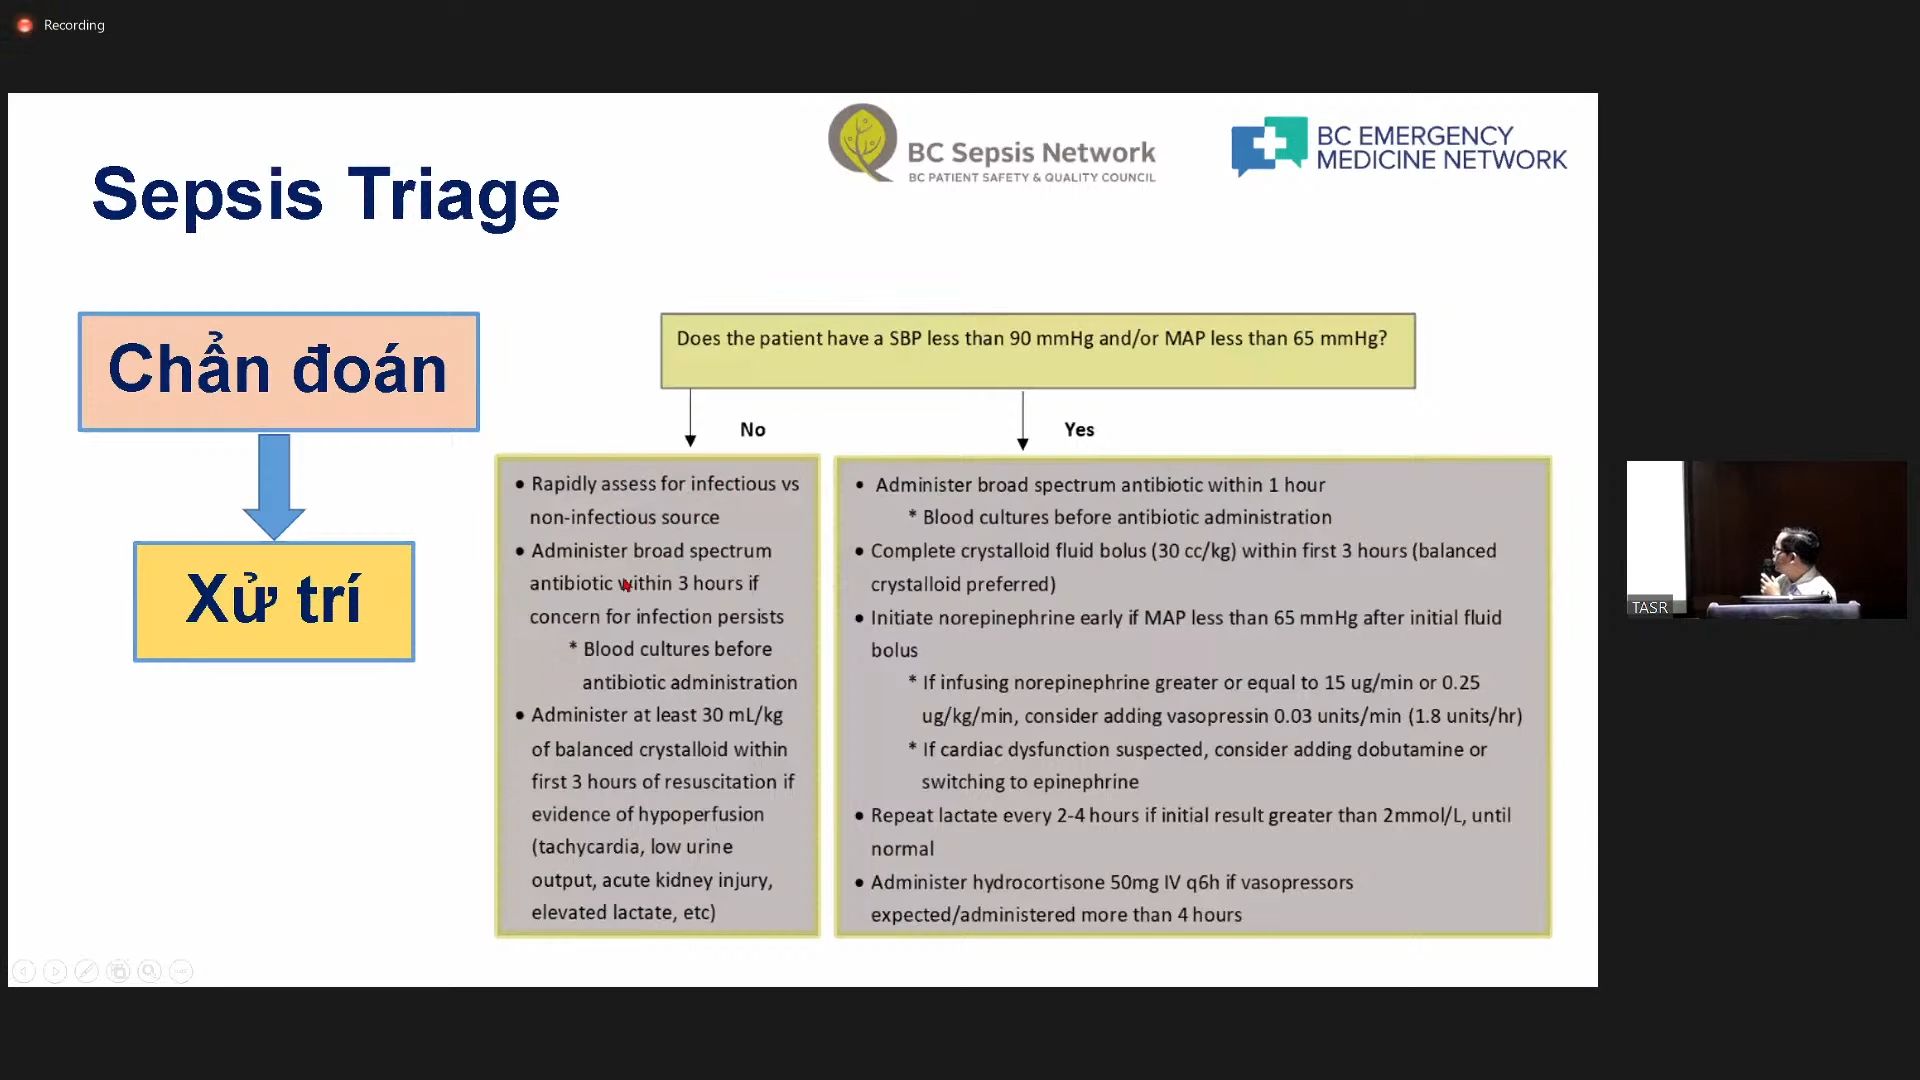 Recording
BC Sepsis Network
BC PATIENT SAFETY & QUALITY COUNCIL
BC EMERGENCY
MEDICINE NETWORK
Sepsis Triage
Chẩn đoán
Xử trí
Does the patient have a SBP less than 90 mmHg and/or MAP less than 65 mmHg?
No
Yes
• Rapidly assess for infectious vs
non-infectious source
• Administer broad spectrum
antibiotic within 3 hours if
concern for infection persists
* Blood cultures before
antibiotic administration
• Administer at least 30 mL/kg
of balanced crystalloid within
first 3 hours of resuscitation if
evidence of hypoperfusion
(tachycardia, low urine
output, acute kidney injury,
elevated lactate, etc)
• Administer broad spectrum antibiotic within 1 hour
* Blood cultures before antibiotic administration
• Complete crystalloid fluid bolus (30 cc/kg) within first 3 hours (balanced
crystalloid preferred)
• Initiate norepinephrine early if MAP less than 65 mmHg after initial fluid
bolus
* If infusing norepinephrine greater or equal to 15 ug/min or 0.25
ug/kg/min, consider adding vasopressin 0.03 units/min (1.8 units/hr)
* If cardiac dysfunction suspected, consider adding dobutamine or
switching to epinephrine
• Repeat lactate every 2-4 hours if initial result greater than 2mmol/L, until
normal
• Administer hydrocortisone 50mg IV q6h if vasopressors
expected/administered more than 4 hours
TASR